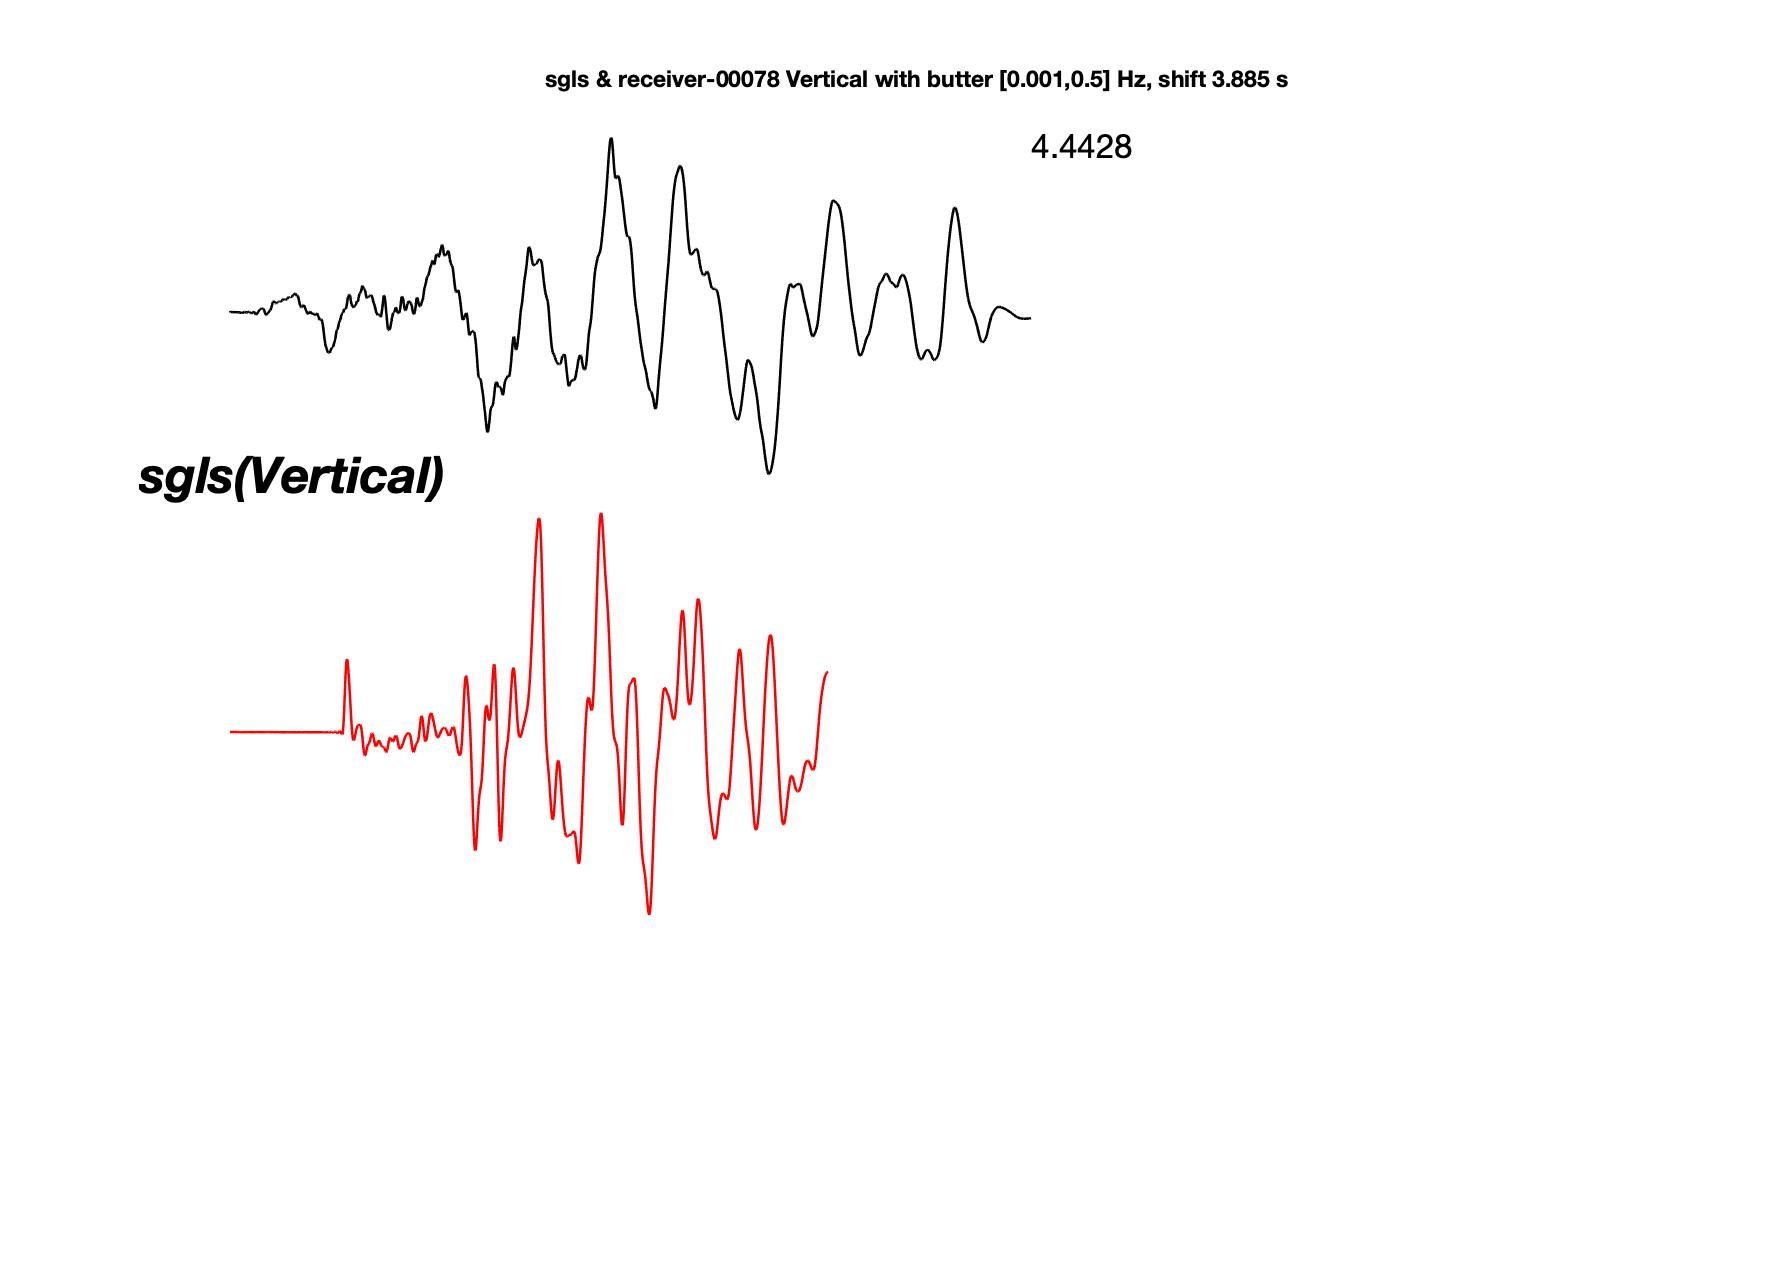 sgls & receiver-00078 Vertical with butter [0.001,0.5] Hz, shift 3.885 s
4.4428
sgls(Vertical)